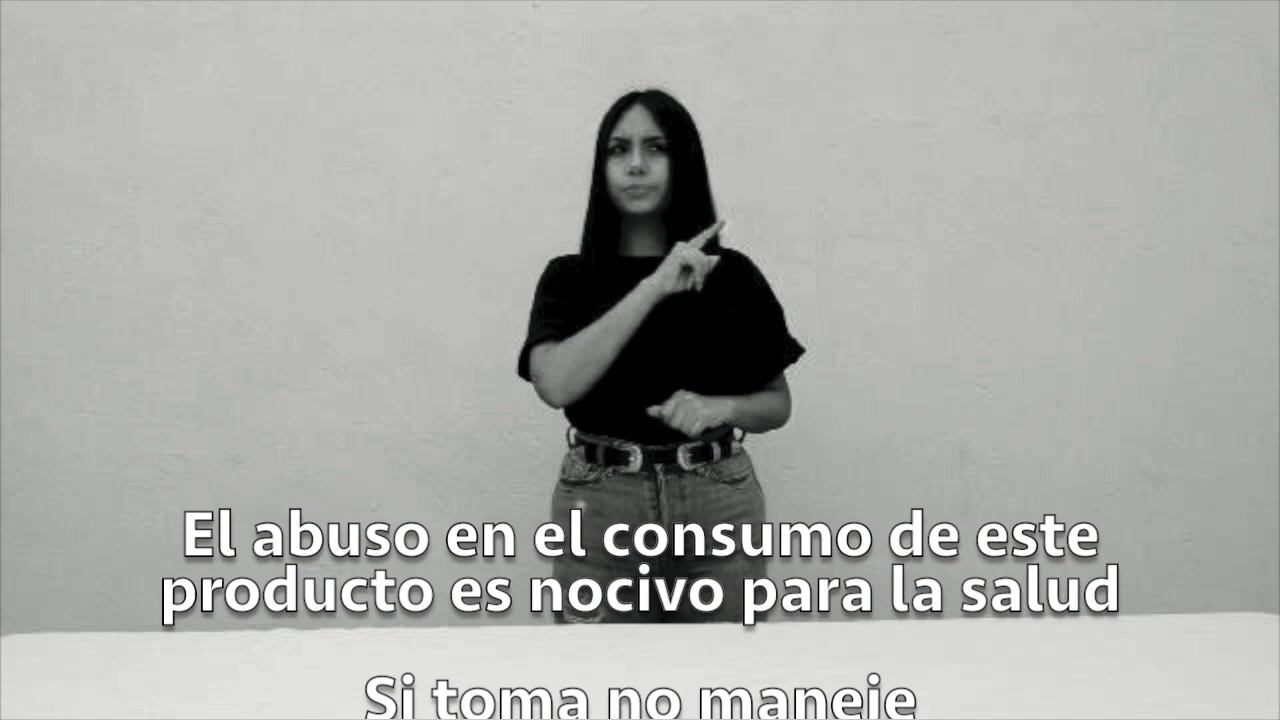 El abuso en el consumo de este
producto es nocivo para la salud
Si toma no maneje